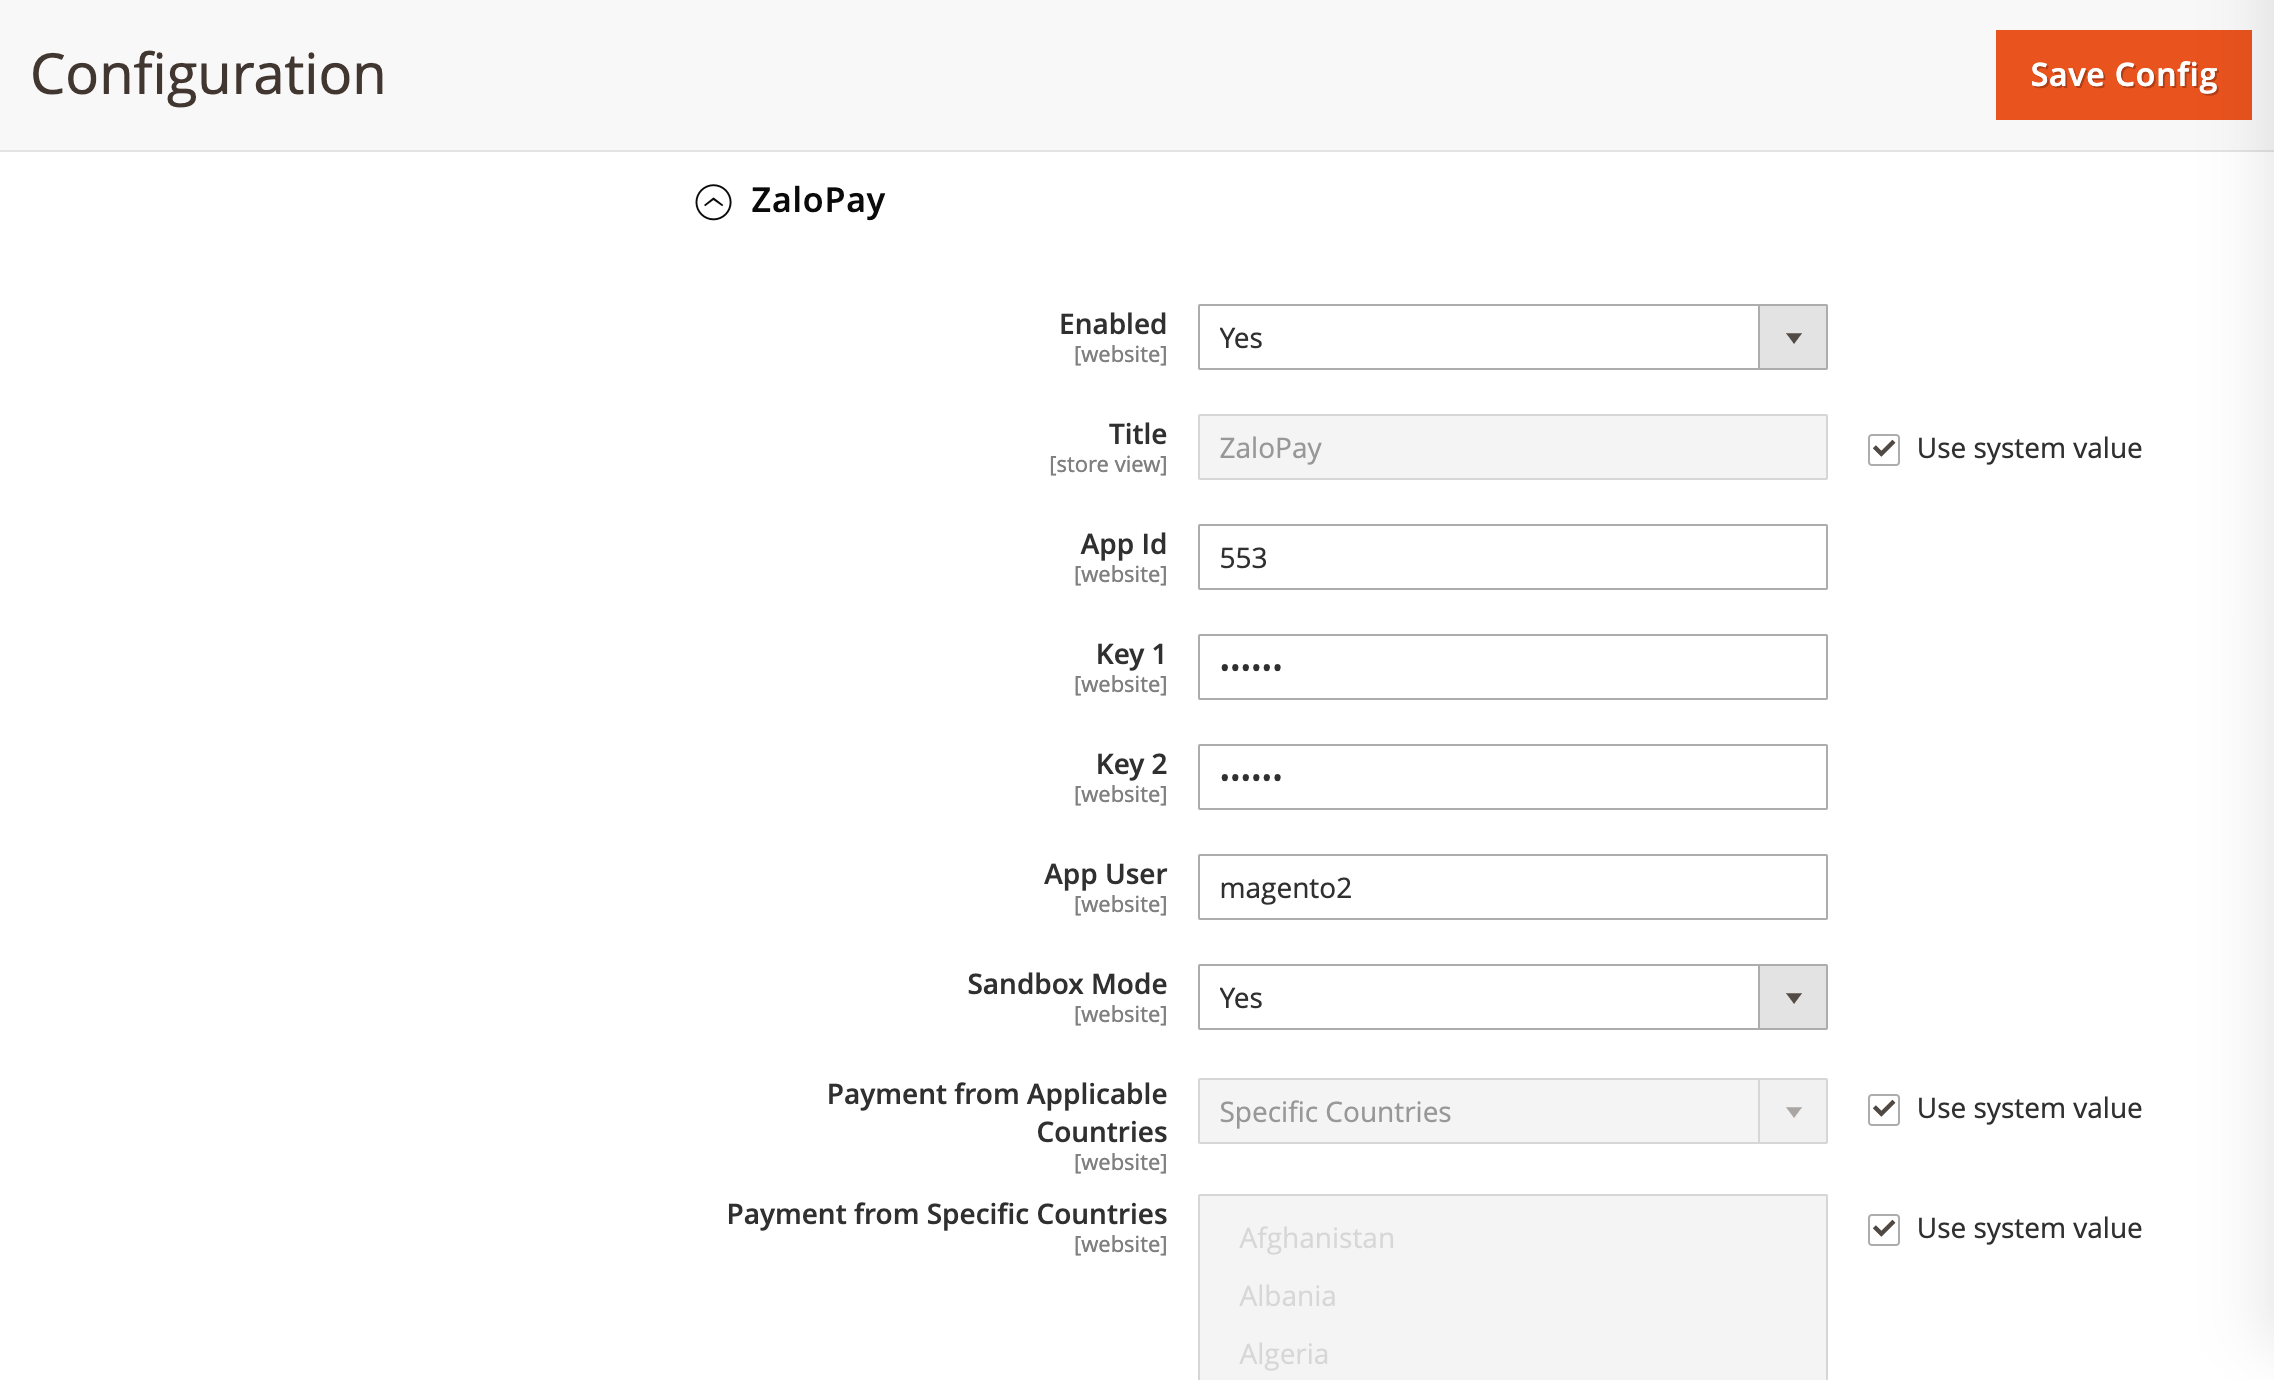 Configuration
Save Config
ZaloPay
Enabled
[website]
Yes
Title
[store view]
ZaloPay
Use system value
App Id
[website]
553
Key 1
[website]
••••••
Key 2
[website]
••••••
App User
[website]
magento2
Sandbox Mode
[website]
Yes
Payment from Applicable
Countries
[website]
Specific Countries
Use system value
Payment from Specific Countries
[website]
Afghanistan
Albania
Algeria
Use system value